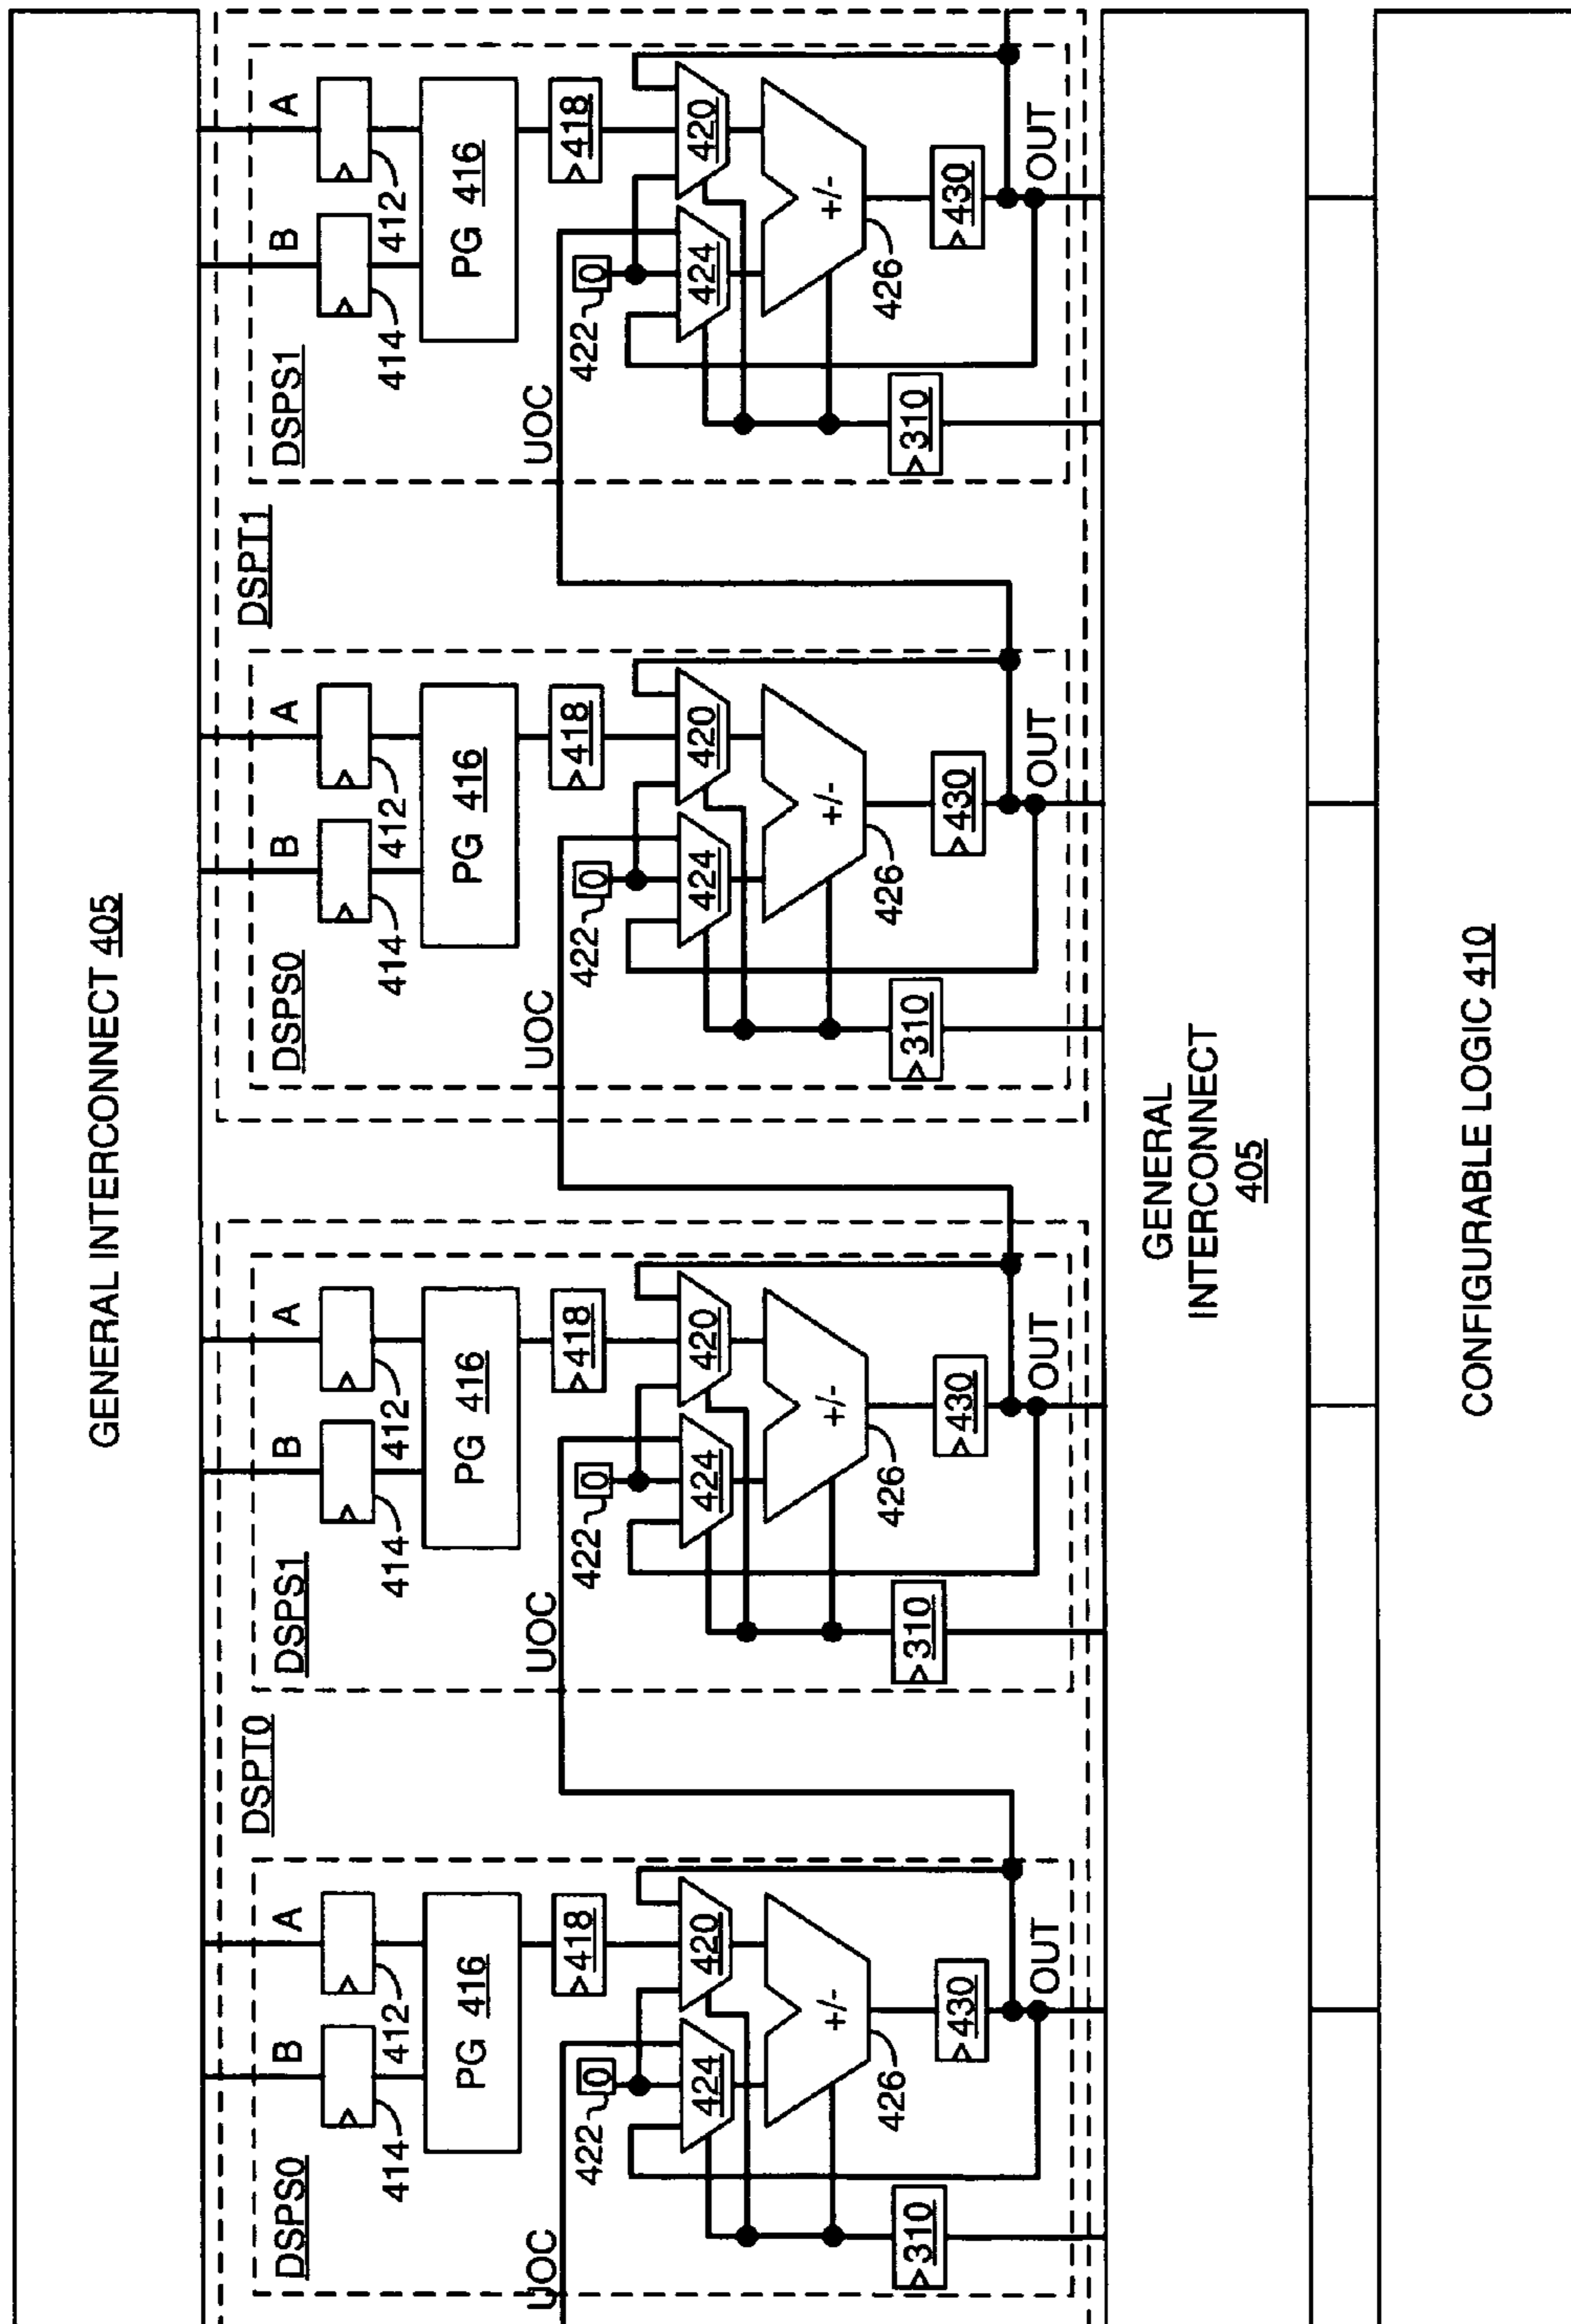 GENERAL INTERCONNECT 405
DSPT1
DSPS1
A
B
412
414
PG 416
>418
UOC
422
0
420
424
+/-
426
>430
>310
OUT
DSPS0
A
B
412
414
PG 416
>418
UOC
422
0
420
424
+/-
426
>430
>310
OUT
DSPT0
DSPS1
A
B
412
414
PG 416
>418
UOC
422
0
420
424
+/-
426
>430
>310
OUT
DSPS0
A
B
412
414
PG 416
>418
UOC
422
0
420
424
+/-
426
>430
>310
OUT
GENERAL
INTERCONNECT
405
CONFIGURABLE LOGIC 410